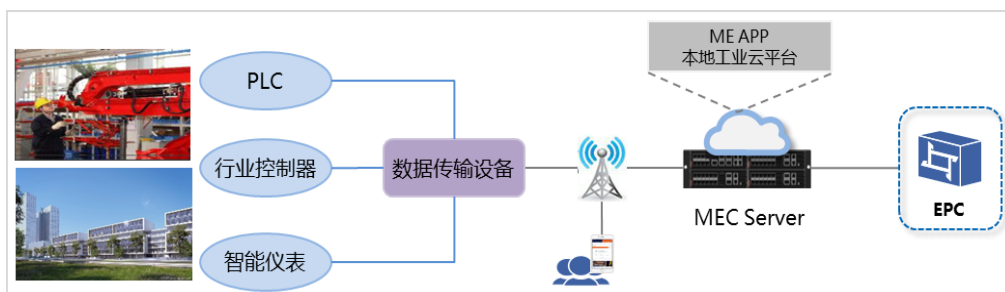 ME APP
本地工业云平台
PLC
行业控制器
数据传输设备
智能仪表
MEC Server
EPC